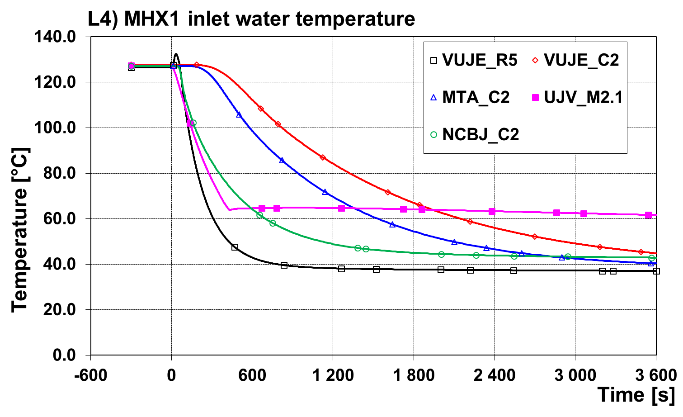 L4) MHX1 inlet water temperature
140.0
120.0
100.0
80.0
60.0
40.0
20.0
0.0
Temperature [°C]
VUJE_R5
VUJE_C2
MTA_C2
UJV_M2.1
NCBJ_C2
-600
0
600
1 200
1 800
2 400
3 000
3 600
Time [s]